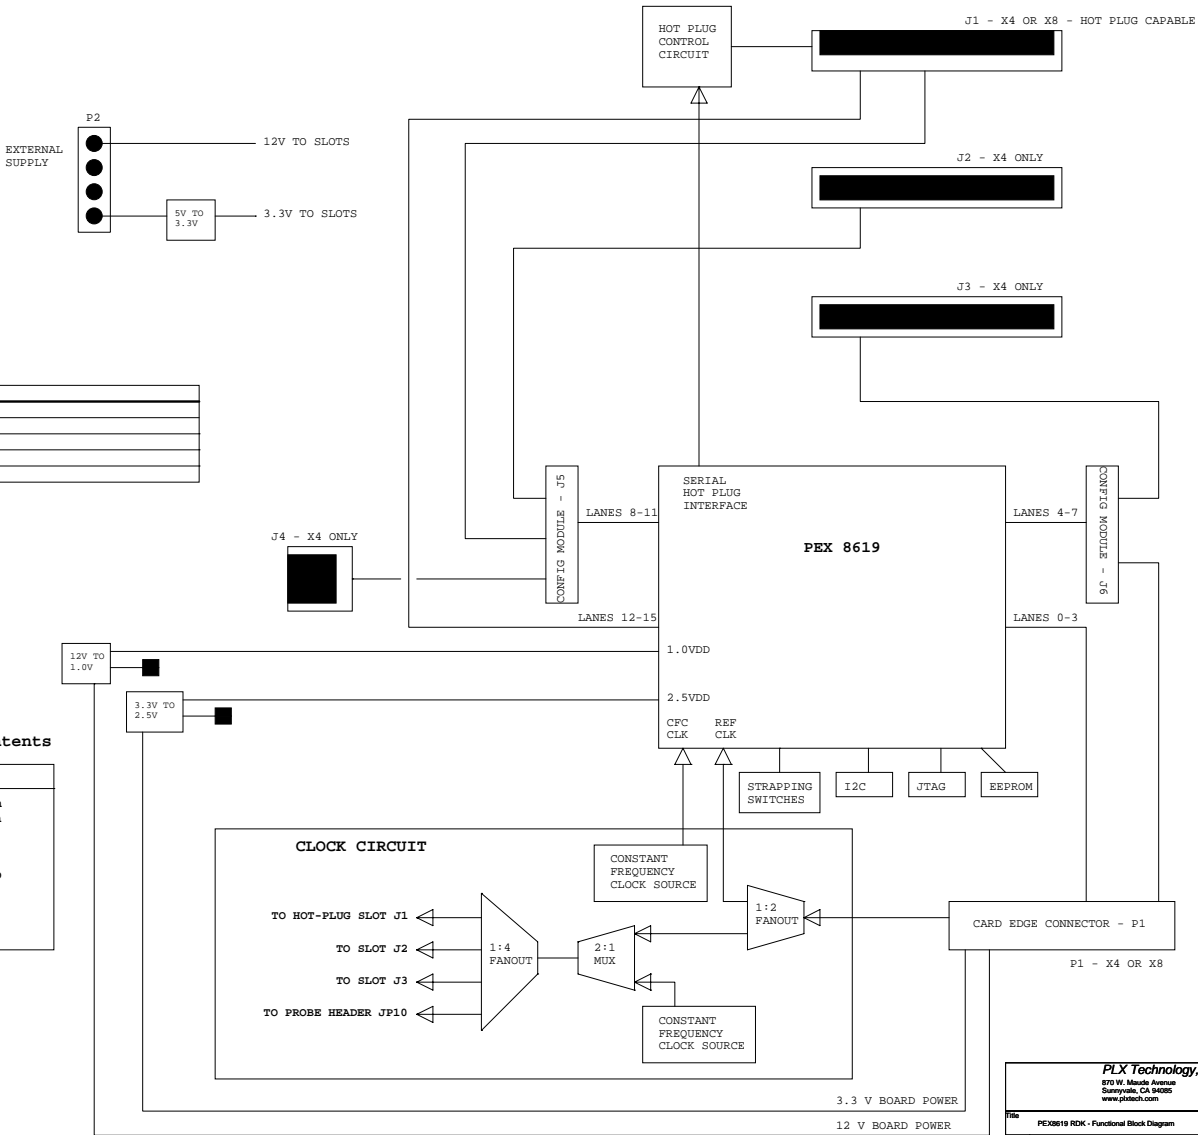 J1 - X4 OR X8 - HOT PLUG CAPABLE
HOT PLUG
CONTROL
CIRCUIT
P2
EXTERNAL
SUPPLY
12V TO SLOTS
5V TO
3.3V
3.3V TO SLOTS
J2 - X4 ONLY
J3 - X4 ONLY
SERIAL
HOT PLUG
INTERFACE
PEX 8619
CONFIG MODULE - J5
LANES 8-11
LANES 4-7
CONFIG MODULE - J6
J4 - X4 ONLY
LANES 12-15
LANES 0-3
12V TO
1.0V
1.0VDD
3.3V TO
2.5V
2.5VDD
CFC
CLK
REF
CLK
STRAPPING
SWITCHES
I2C
JTAG
EEPROM
CLOCK CIRCUIT
CONSTANT
FREQUENCY
CLOCK SOURCE
1:2
FANOUT
CARD EDGE CONNECTOR - P1
P1 - X4 OR X8
TO HOT-PLUG SLOT J1
TO SLOT J2
TO SLOT J3
TO PROBE HEADER JP10
1:4
FANOUT
2:1
MUX
CONSTANT
FREQUENCY
CLOCK SOURCE
3.3 V BOARD POWER
12 V BOARD POWER
PLX Technology,
870 W. Maude Avenue
Sunnyvale, CA 94085
www.plxtech.com
Title
PEX8619 RDK - Functional Block Diagram